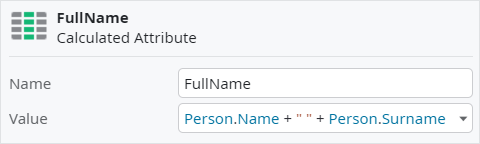 FullName
Calculated Attribute
Name FullName
Value Person.Name + " " + Person.Surname